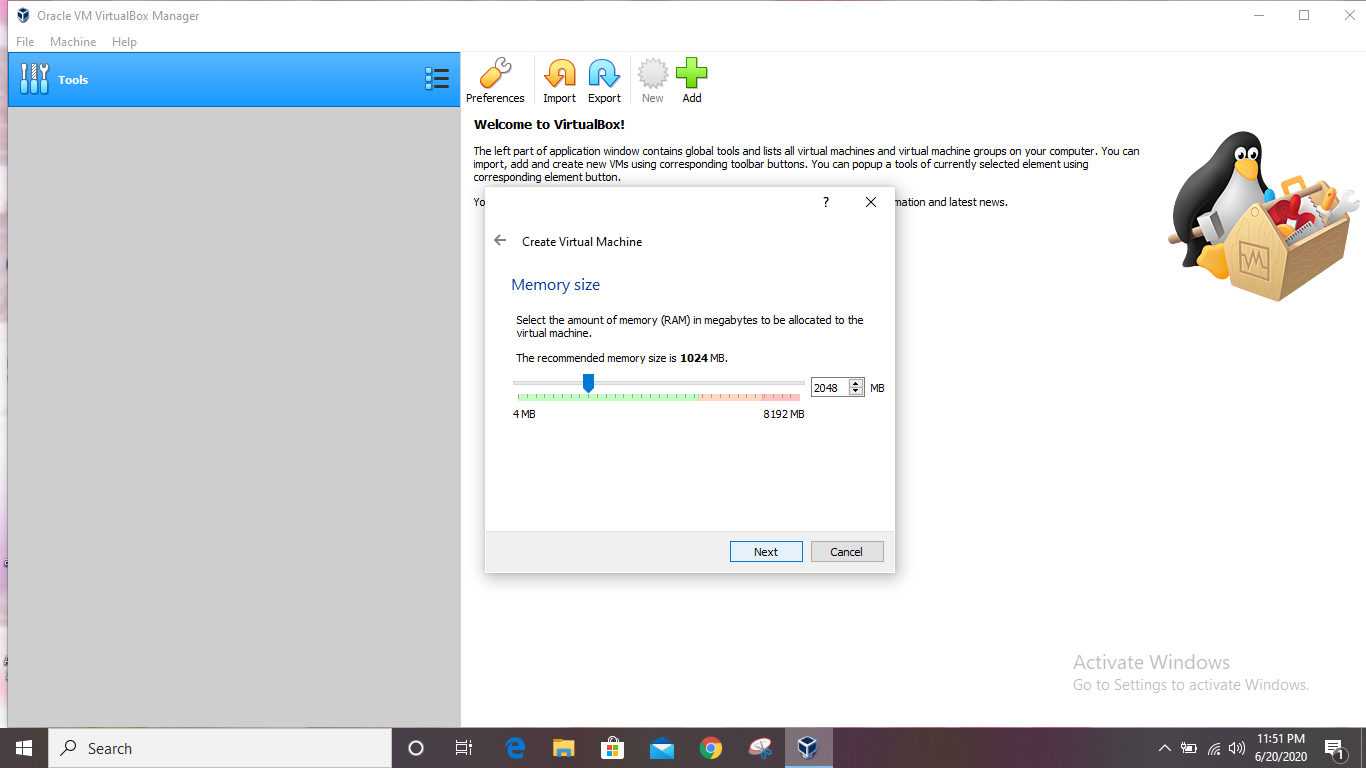 Oracle VM VirtualBox Manager
File Machine Help
Tools
Preferences Import Export New Add
Welcome to VirtualBox!
The left part of application window contains global tools and lists all virtual machines and virtual machine groups on your computer. You can
import, add and create new VMs using corresponding toolbar buttons. You can popup a tools of currently selected element using
corresponding element button.
and latest news.
?
Create Virtual Machine
Memory size
Select the amount of memory (RAM) in megabytes to be allocated to the
virtual machine.
The recommended memory size is 1024 MB.
2048 MB
4 MB 8192 MB
Next Cancel
Activate Windows
Go to Settings to activate Windows.
Search
11:51 PM
6/20/2020
1